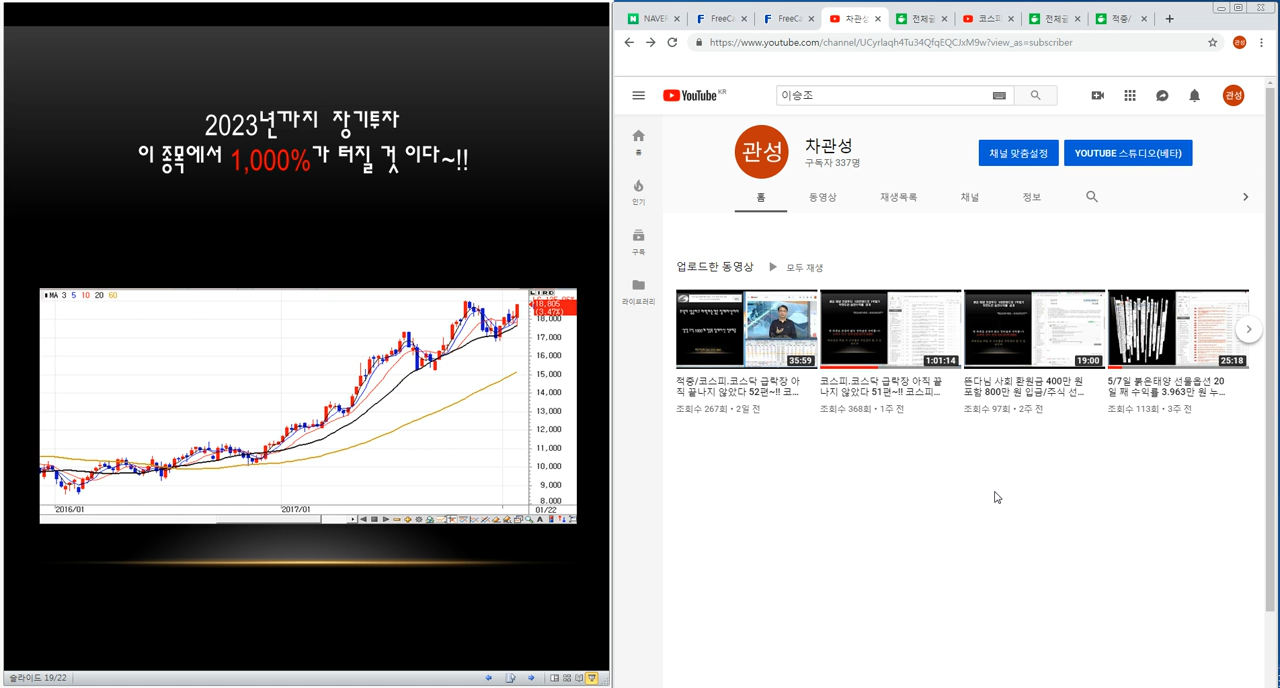 2023년까지 장기투자
이 종목에서 1,000%가 터질 것 이다~!!
MA 3 5 10 20 60
18,805
(3.47%)
18,000
17,000
16,000
15,000
14,000
13,000
12,000
11,000
10,000
9,000
8,000
2016/01
2017/01
01/22
슬라이드 19/22
NAVER
FreeCa
FreeCa
차관성
전체글
코스피
전체글
적중/
https://www.youtube.com/channel/UCyrlaqh4Tu34QfqEQCJxM9w?view_as=subscriber
관성
YouTube KR
이승조
관성
홈
인기
구독
라이브러리
관성
차관성
구독자 337명
채널 맞춤설정
YOUTUBE 스튜디오(베타)
홈
동영상
재생목록
채널
정보
업로드한 동영상
모두 재생
35:59
1:01:14
19:00
25:18
적중/코스피.코스닥 급락장 아
직 끝나지 않았다 52편~!! 코...
조회수 267회 • 2일 전
코스피.코스닥 급락장 아직 끝
나지 않았다 51편~!! 코스피...
조회수 368회 • 1주 전
뜬다님 사회 환원금 400만 원
포함 800만 원 입금/주식 선...
조회수 97회 • 2주 전
5/7일 붉은태양 선물옵션 20
일 째 수익률 3.963만 원 누...
조회수 113회 • 3주 전